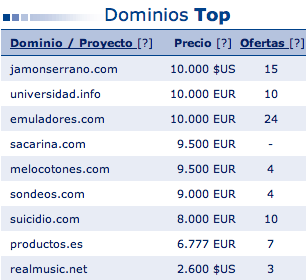 Dominios Top
Dominio / Proyecto [?] Precio [?] Ofertas [?]
jamonserrano.com 10.000 $US 15
universidad.info 10.000 EUR 10
emuladores.com 10.000 EUR 24
sacarina.com 9.500 EUR -
melocotones.com 9.500 EUR 4
sondeos.com 9.000 EUR 4
suicidio.com 8.000 EUR 10
productos.es 6.777 EUR 7
realmusic.net 2.600 $US 3